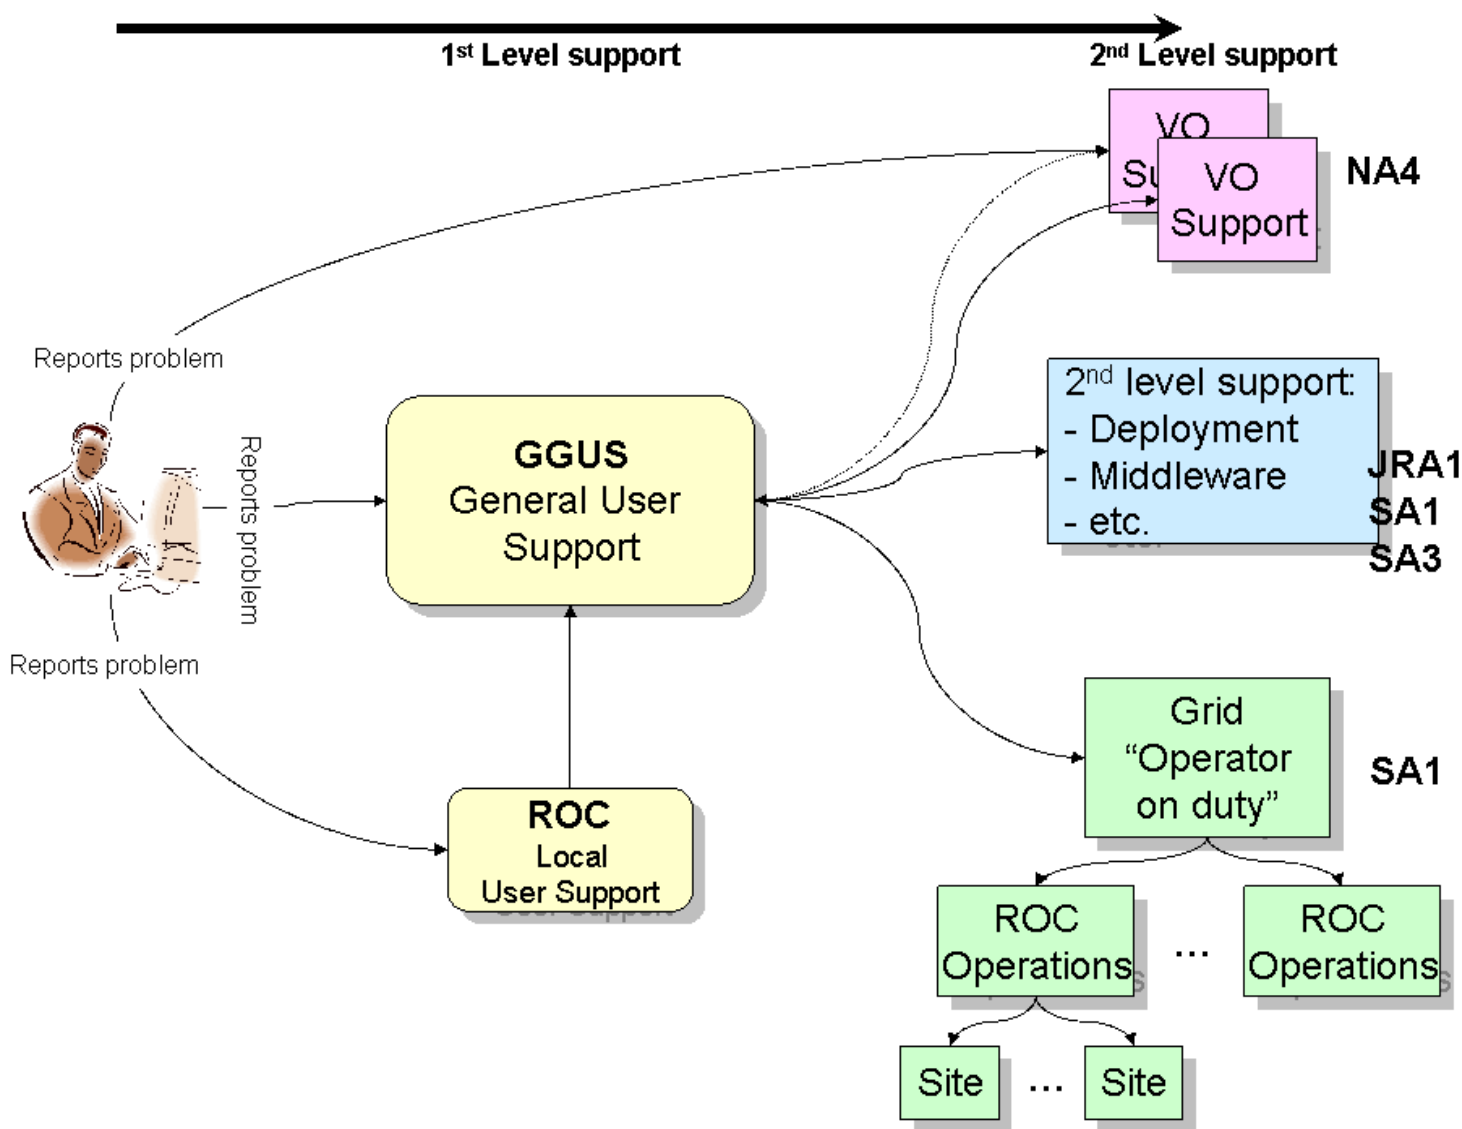 1st Level support
2nd Level support
VO
Su
VO
Support
NA4
Reports problem
2nd level support:
- Deployment
- Middleware
- etc.
JRA1
SA1
SA3
GGUS
General User
Support
Reports problem
Reports problem
Grid
“Operator
on duty”
SA1
ROC
Local
User Support
ROC
Operations
...
ROC
Operations
Site
...
Site